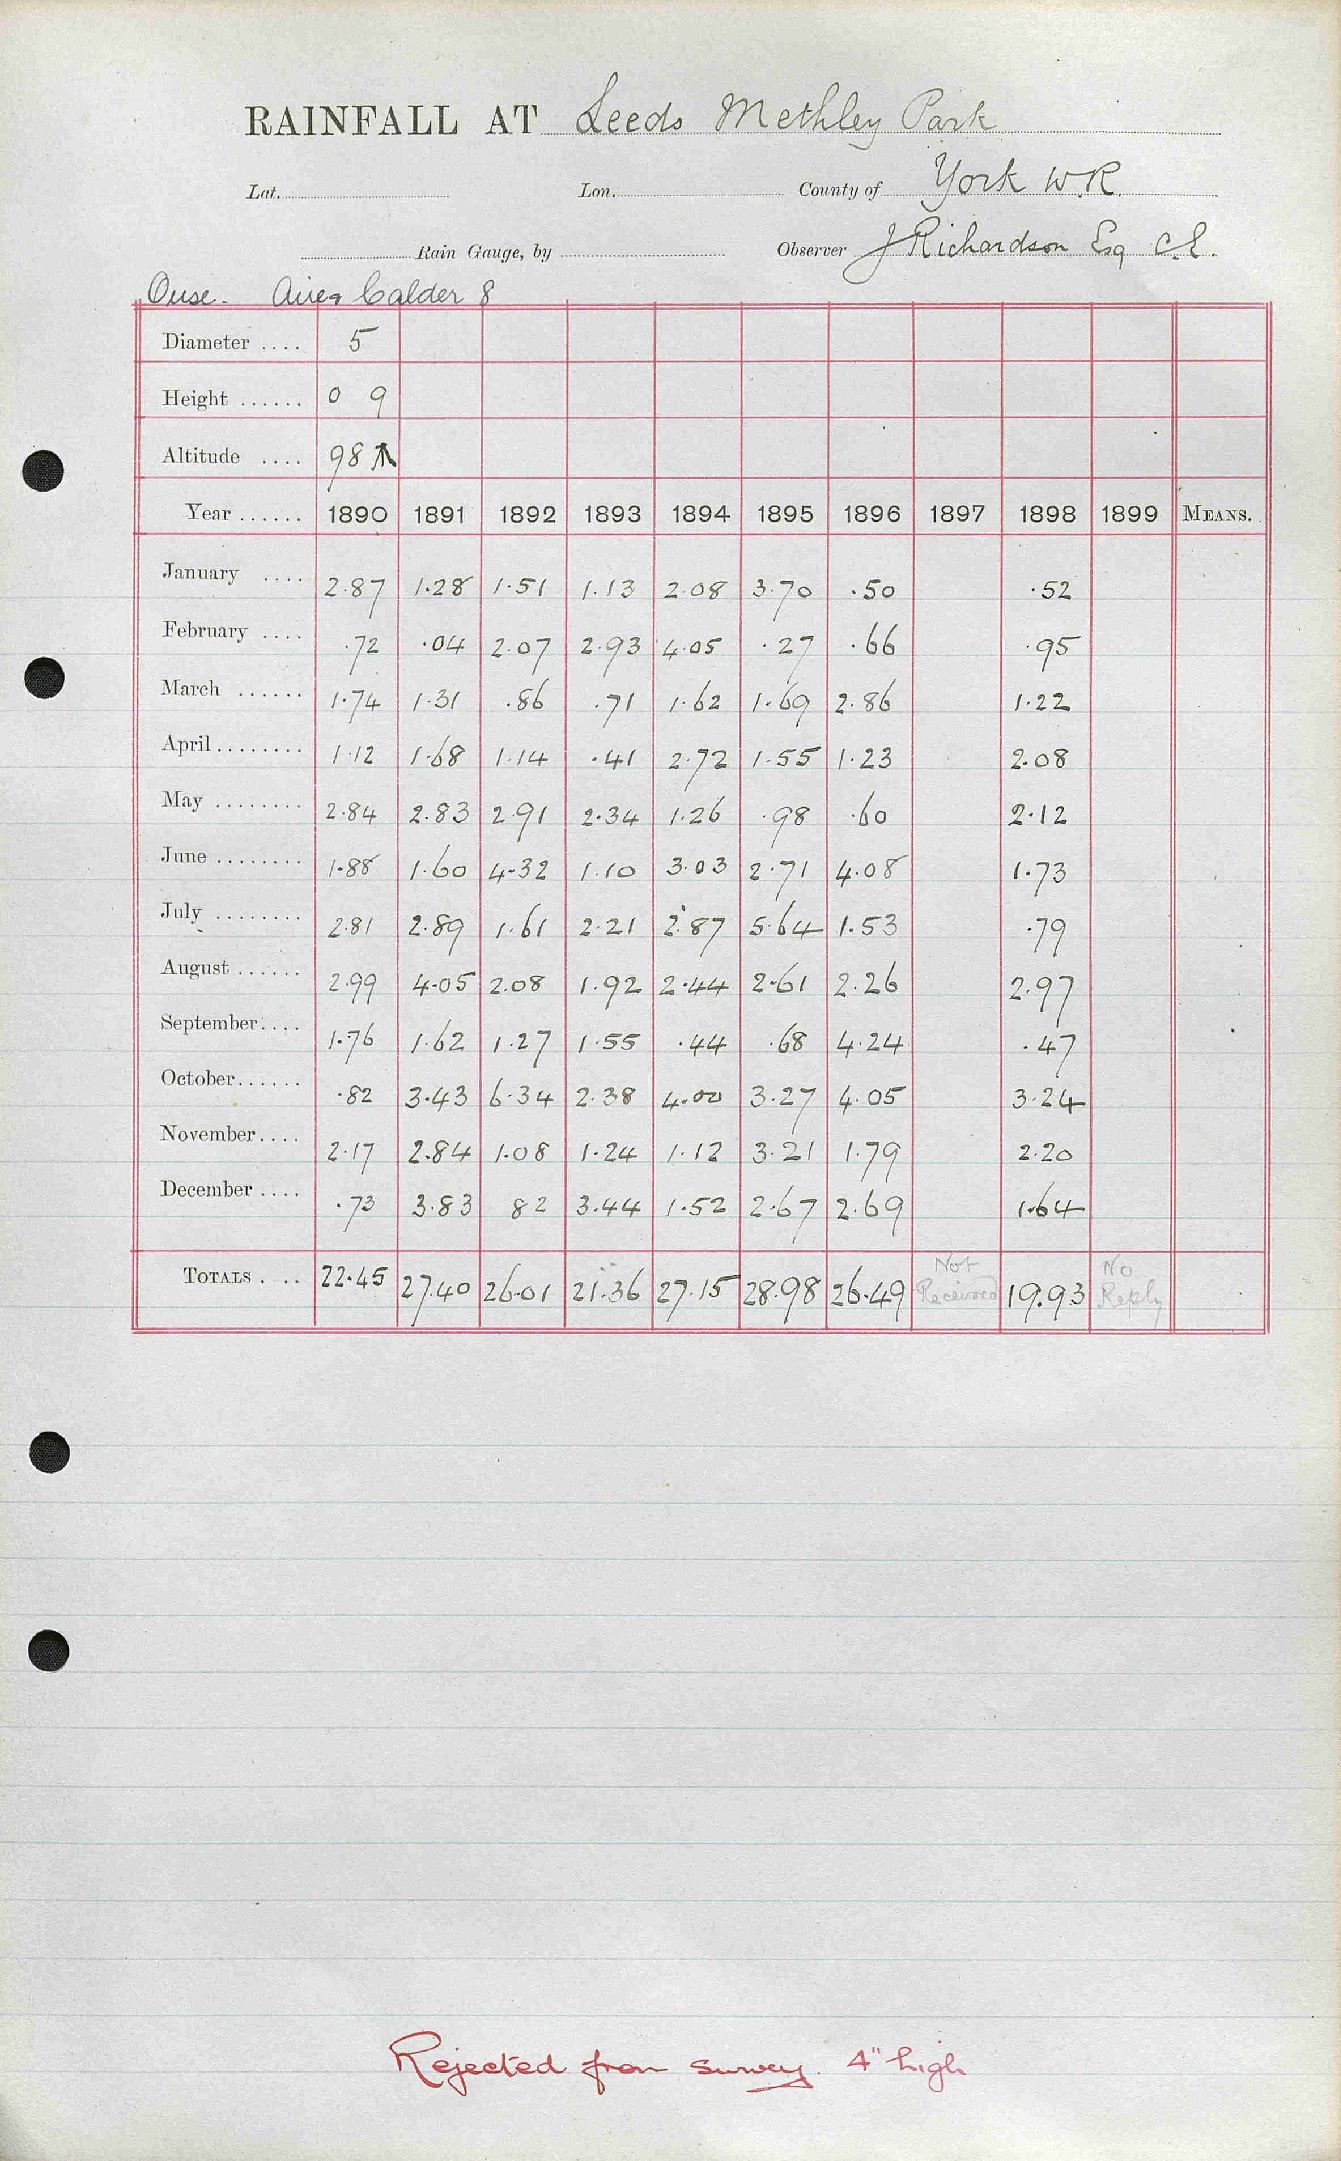 RAINFALL AT Leeds Methley Park
Lat. Lon. County of York W.R.
Rain Gauge, by Observer J Richardson Esq C.E.
Ouse. Aire & Calder 8
Diameter .... 5
Height ...... 0 9
Altitude .... 98
Year ...... 1890 1891 1892 1893 1894 1895 1896 1897 1898 1899 MEANS.
January .... 2.87 1.28 1.51 1.13 2.08 3.70 .50 .52
February .... .72 .04 2.07 2.93 4.05 .27 .66 .95
March ...... 1.74 1.31 .86 .71 1.62 1.69 2.86 1.22
April ........ 1.12 1.68 1.14 .41 2.72 1.55 1.23 2.08
May ........ 2.84 2.83 2.91 2.34 1.26 .98 .60 2.12
June ........ 1.88 1.60 4.32 1.10 3.03 2.71 4.08 1.73
July ........ 2.81 2.89 1.61 2.21 2.87 5.64 1.53 .79
August ...... 2.99 4.05 2.08 1.92 2.44 2.61 2.26 2.97
September .... 1.76 1.62 1.27 1.55 .44 .68 4.24 .47
October ...... .82 3.43 6.34 2.38 4.00 3.27 4.05 3.24
November .... 2.17 2.84 1.08 1.24 1.12 3.21 1.79 2.20
December .... .73 3.83 82 3.44 1.52 2.67 2.69 1.64
TOTALS .... 22.45 27.40 26.01 21.36 27.15 28.98 26.49 Not Received 19.93 No Reply
Rejected from survey. 4" high